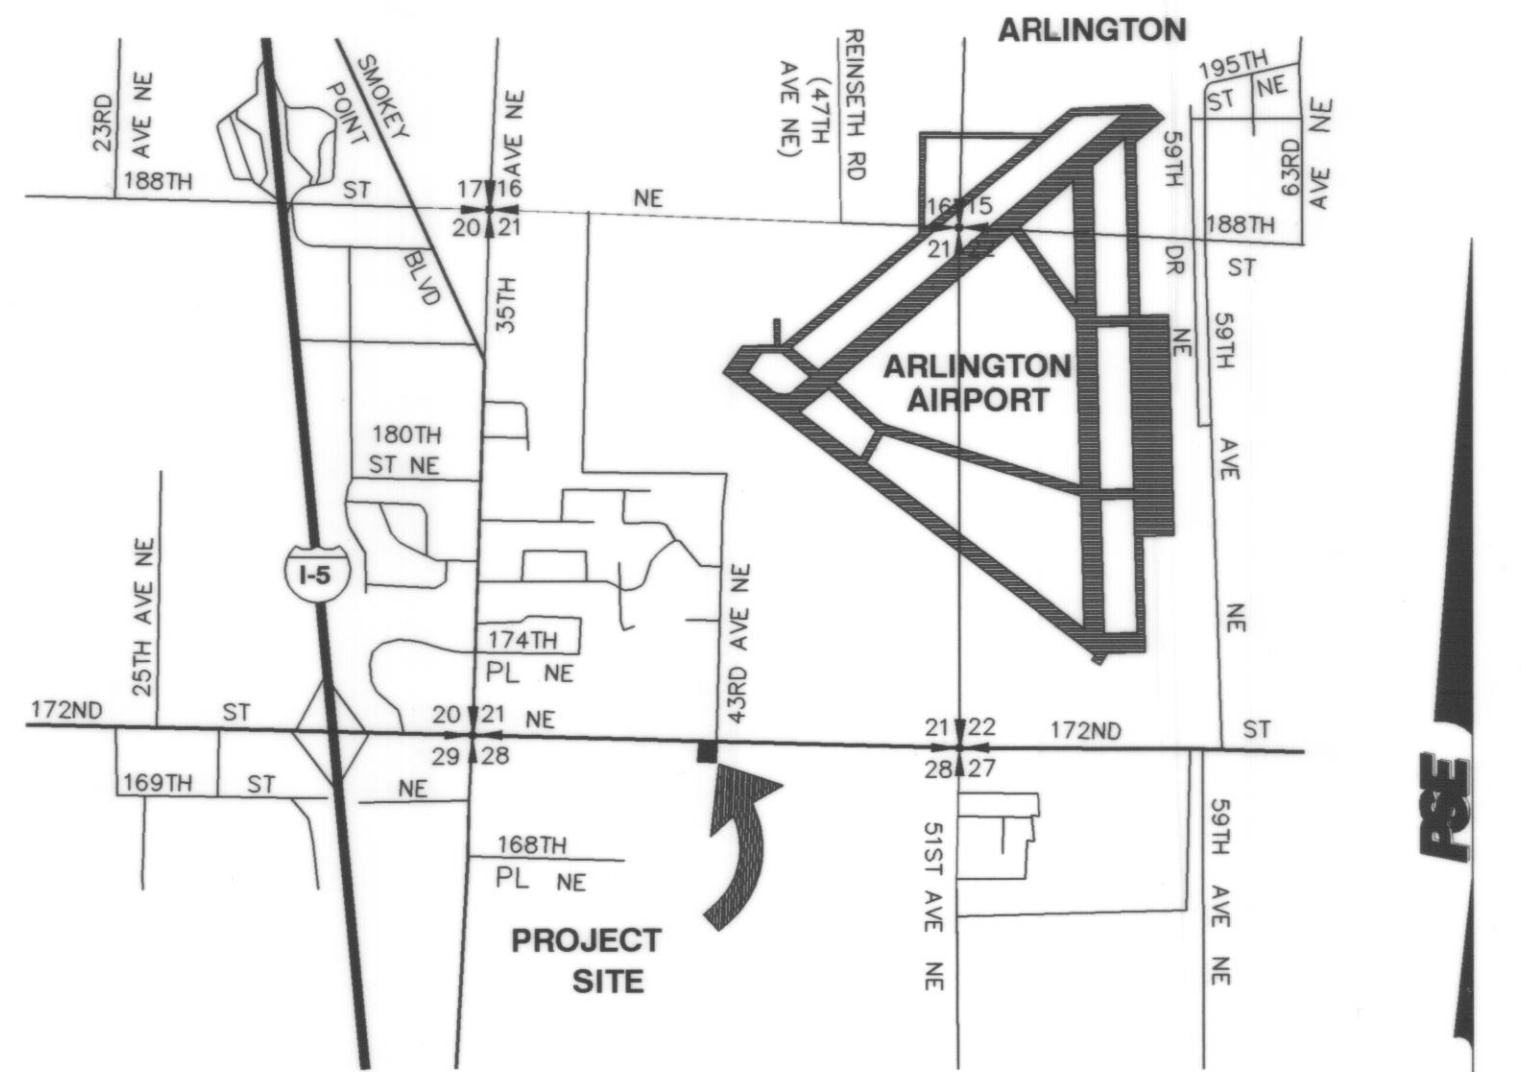 ARLINGTON
23RD
AVE NE
188TH
ST
SMOKEY
POINT
BLVD
AVE NE
35TH
17 16
20 21
NE
REINSETH RD
(47TH
AVE NE)
16 15
21
195TH
ST NE
63RD
AVE NE
59TH
DR
NE
188TH
ST
59TH
AVE
NE
ARLINGTON
AIRPORT
180TH
ST NE
I-5
25TH AVE NE
174TH
PL NE
43RD AVE NE
172ND
ST
20 21
29 28
NE
21 22
28 27
172ND
ST
169TH
ST
NE
168TH
PL NE
51ST AVE NE
59TH AVE NE
PROJECT
SITE
PSE